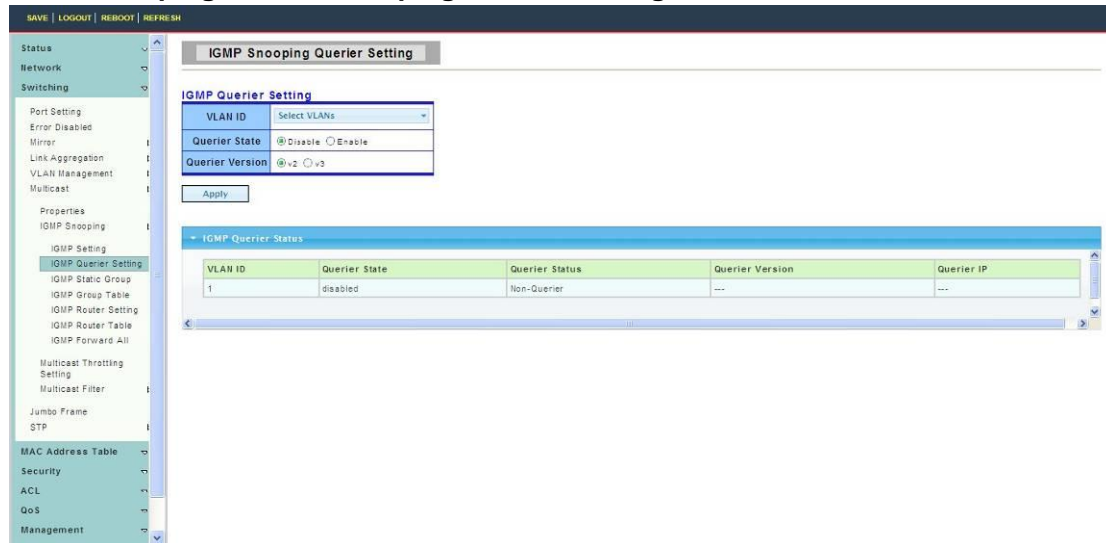 SAVE | LOGOUT | REBOOT | REFRESH
Status
Network
Switching
Port Setting
Error Disabled
Mirror
Link Aggregation
VLAN Management
Multicast
Properties
IGMP Snooping
IGMP Setting
IGMP Querier Setting
IGMP Static Group
IGMP Group Table
IGMP Router Setting
IGMP Router Table
IGMP Forward All
Multicast Throttling
Setting
Multicast Filter
Jumbo Frame
STP
MAC Address Table
Security
ACL
QoS
Management
IGMP Snooping Querier Setting
IGMP Querier Setting
VLAN ID Select VLANs
Querier State Disable Enable
Querier Version v2 v3
Apply
IGMP Querier Status
VLAN ID Querier State Querier Status Querier Version Querier IP
1 disabled Non-Querier --- ---